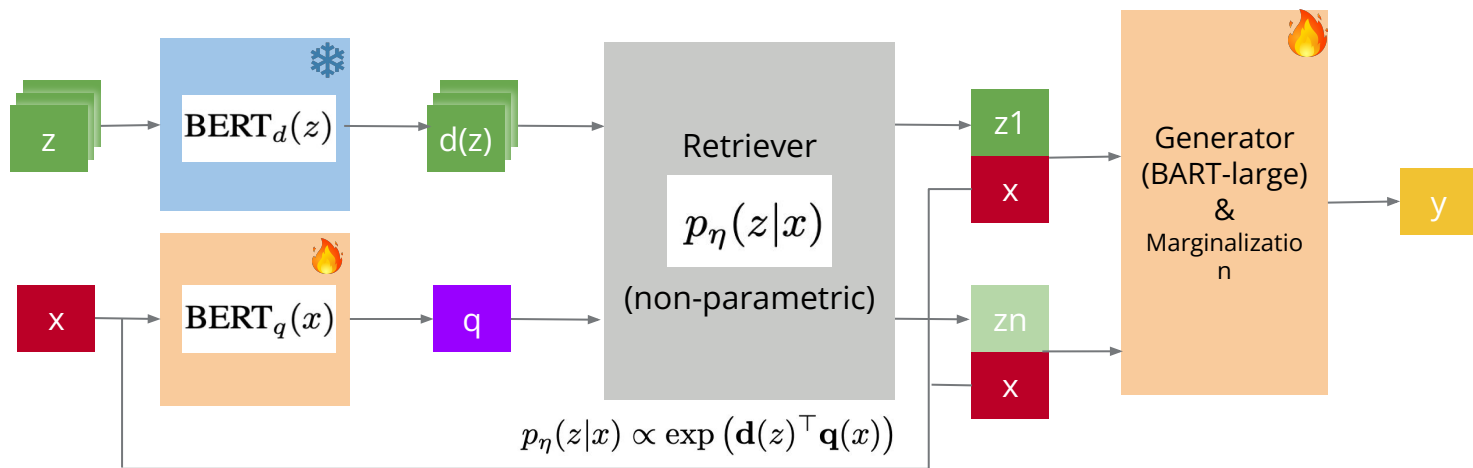 z
BERT_d(z)
d(z)
x
BERT_q(x)
q
Retriever
p_η(z|x)
(non-parametric)
p_η(z|x) ∝ exp (𝐝(z)^⊤𝐪(x))
z1
x
zn
x
Generator
(BART-large)
&
Marginalizatio
n
y